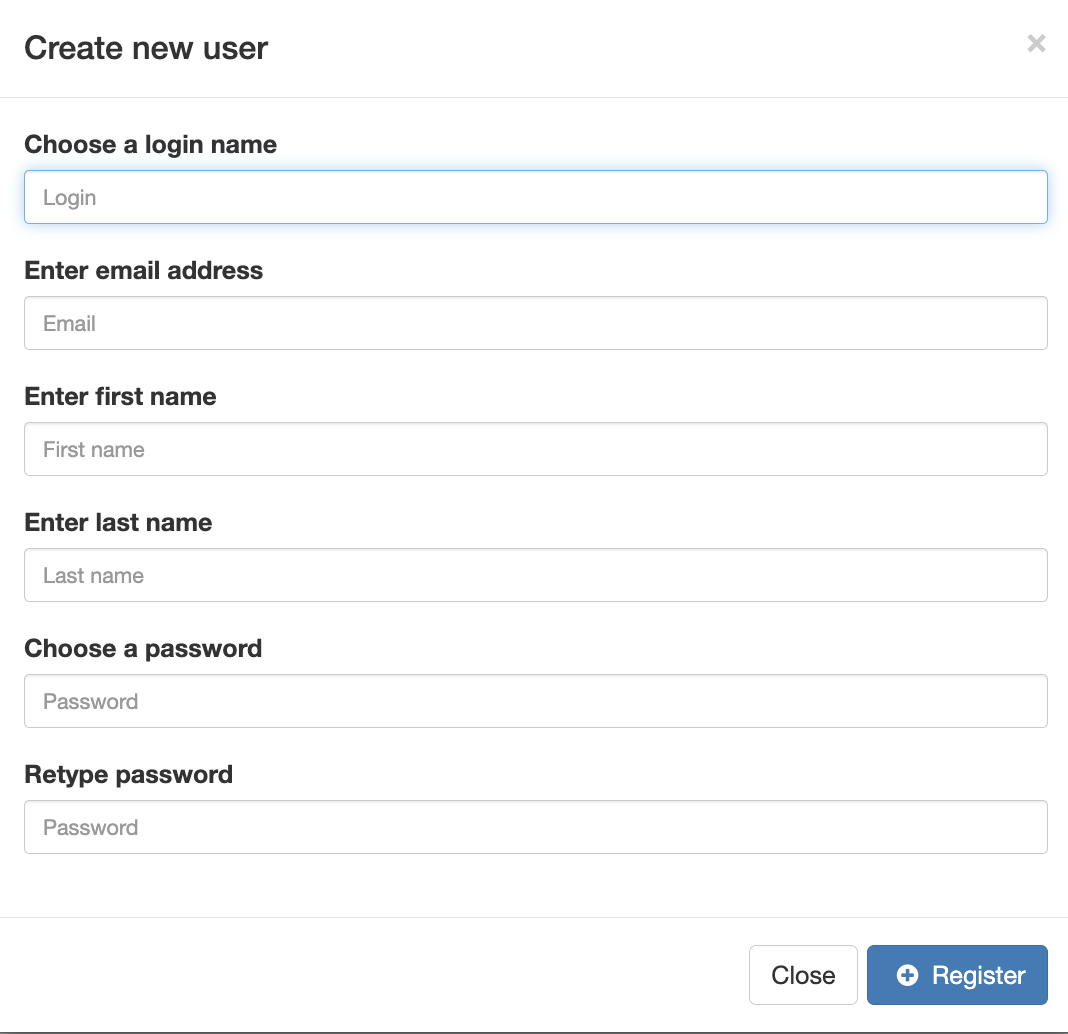 Create new user
×
Choose a login name
Login
Enter email address
Email
Enter first name
First name
Enter last name
Last name
Choose a password
Password
Retype password
Password
Close
Register